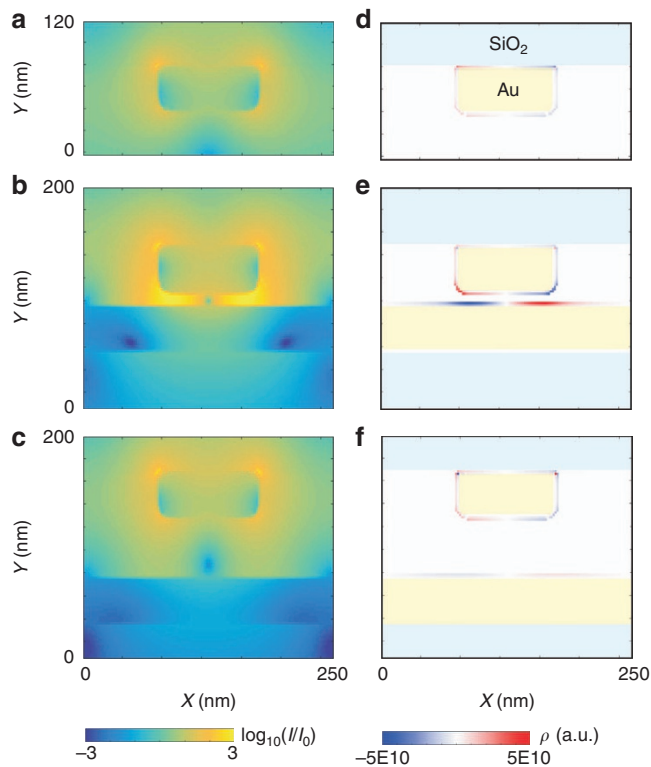 a
120
Y (nm)
0
d
SiO₂
Au
b
200
Y (nm)
0
e
c
200
Y (nm)
0
0
250
X (nm)
f
0
250
X (nm)
log₁₀(I/I₀)
−3
3
ρ (a.u.)
−5E10
5E10